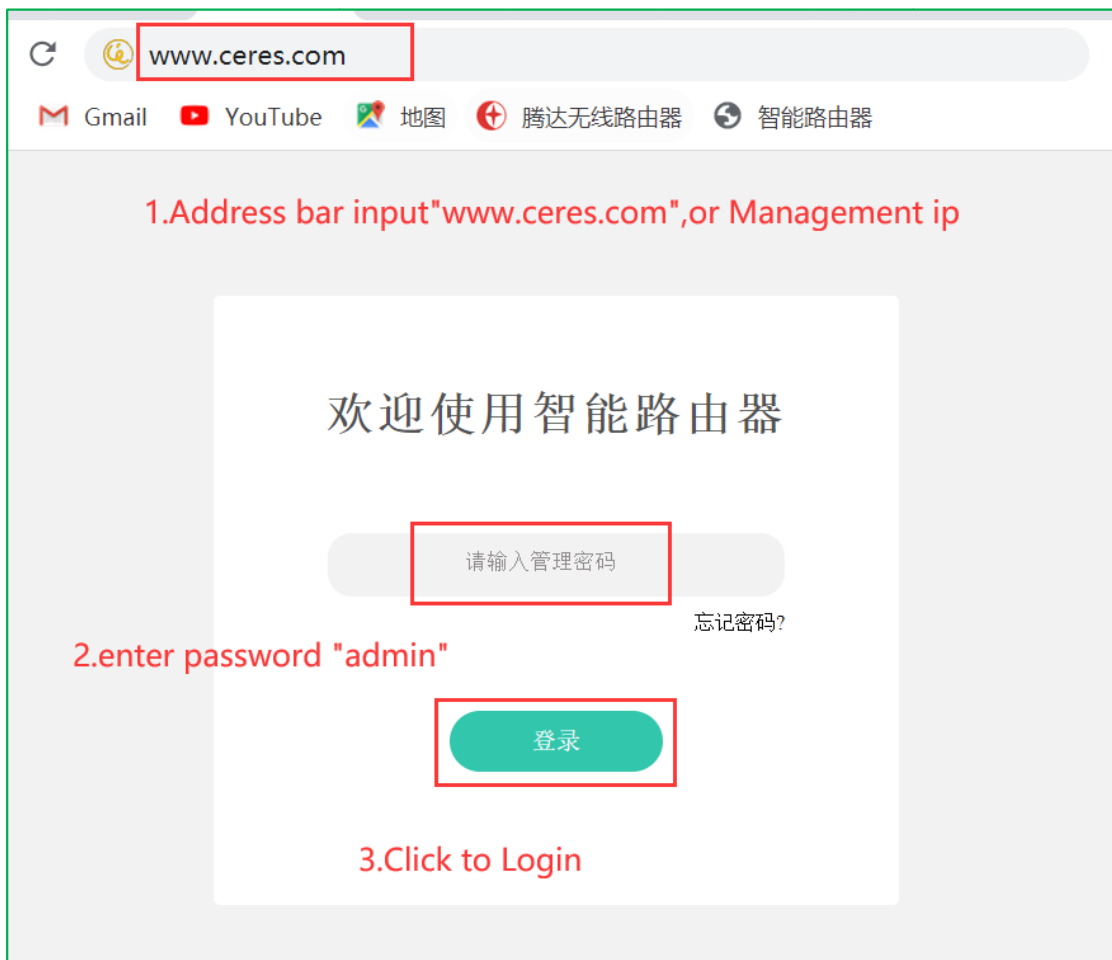 www.ceres.com
Gmail YouTube 地图 腾达无线路由器 智能路由器
1.Address bar input"www.ceres.com",or Management ip
欢迎使用智能路由器
请输入管理密码
忘记密码?
2.enter password "admin"
登录
3.Click to Login